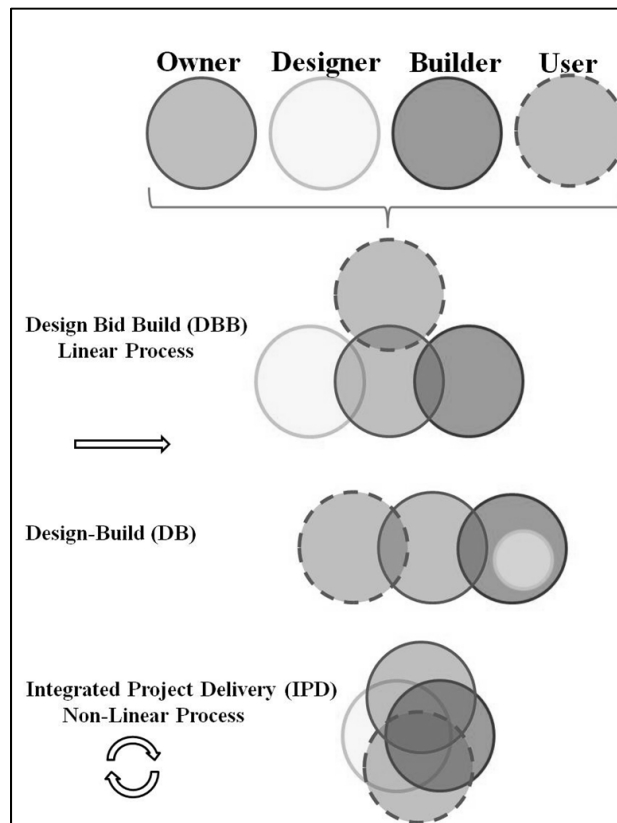 Owner Designer Builder User
Design Bid Build (DBB)
Linear Process
Design-Build (DB)
Integrated Project Delivery (IPD)
Non-Linear Process